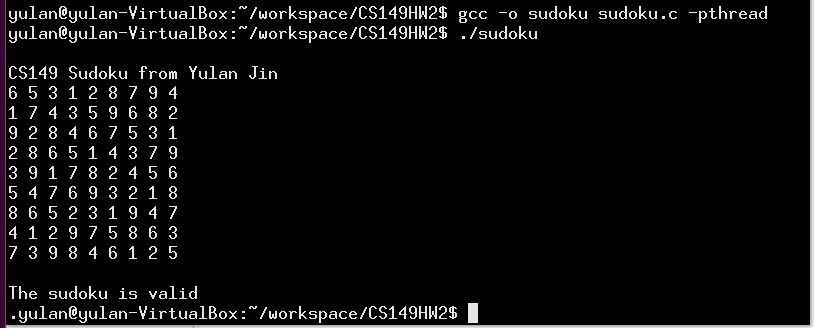 yulan@yulan-VirtualBox:~/workspace/CS149HW2$ gcc -o sudoku sudoku.c -pthread
yulan@yulan-VirtualBox:~/workspace/CS149HW2$ ./sudoku
CS149 Sudoku from Yulan Jin
6 5 3 1 2 8 7 9 4
1 7 4 3 5 9 6 8 2
9 2 8 4 6 7 5 3 1
2 8 6 5 1 4 3 7 9
3 9 1 7 8 2 4 5 6
5 4 7 6 9 3 2 1 8
8 6 5 2 3 1 9 4 7
4 1 2 9 7 5 8 6 3
7 3 9 8 4 6 1 2 5
The sudoku is valid
.yulan@yulan-VirtualBox:~/workspace/CS149HW2$